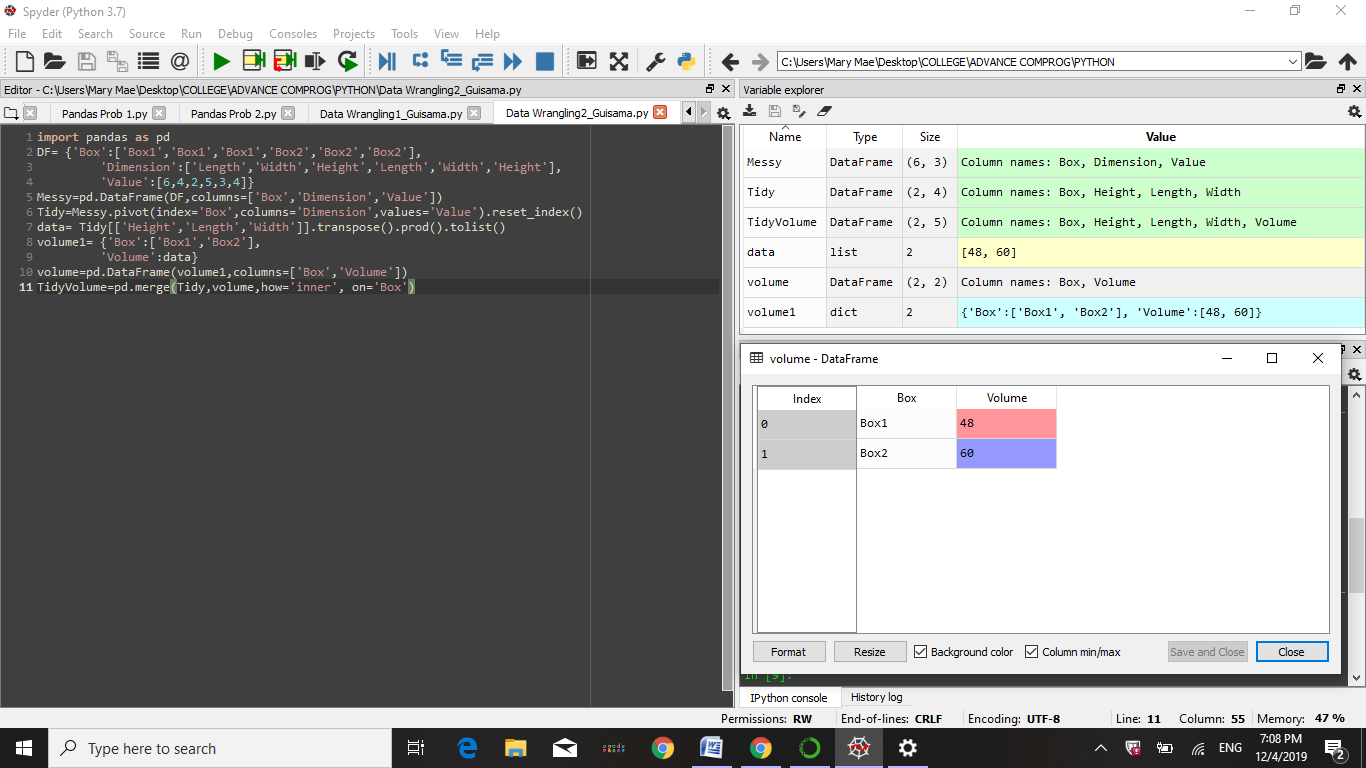 Spyder (Python 3.7)
File Edit Search Source Run Debug Consoles Projects Tools View Help
C:\Users\Mary Mae\Desktop\COLLEGE\ADVANCE COMPROG\PYTHON
Editor - C:\Users\Mary Mae\Desktop\COLLEGE\ADVANCE COMPROG\PYTHON\Data Wrangling2_Guisama.py
Pandas Prob 1.py Pandas Prob 2.py Data Wrangling1_Guisama.py Data Wrangling2_Guisama.py
1 import pandas as pd
2 DF= {'Box':['Box1','Box1','Box1','Box2','Box2','Box2'],
3 'Dimension':['Length','Width','Height','Length','Width','Height'],
4 'Value':[6,4,2,5,3,4]}
5 Messy=pd.DataFrame(DF,columns=['Box','Dimension','Value'])
6 Tidy=Messy.pivot(index='Box',columns='Dimension',values='Value').reset_index()
7 data= Tidy[['Height','Length','Width']].transpose().prod().tolist()
8 volume1= {'Box':['Box1','Box2'],
9 'Volume':data}
10 volume=pd.DataFrame(volume1,columns=['Box','Volume'])
11 TidyVolume=pd.merge(Tidy,volume,how='inner', on='Box')
Variable explorer
Name Type Size Value
Messy DataFrame (6, 3) Column names: Box, Dimension, Value
Tidy DataFrame (2, 4) Column names: Box, Height, Length, Width
TidyVolume DataFrame (2, 5) Column names: Box, Height, Length, Width, Volume
data list 2 [48, 60]
volume DataFrame (2, 2) Column names: Box, Volume
volume1 dict 2 {'Box':['Box1', 'Box2'], 'Volume':[48, 60]}
volume - DataFrame
Index Box Volume
0 Box1 48
1 Box2 60
Format Resize Background color Column min/max Save and Close Close
In [9]:
IPython console History log
Permissions: RW End-of-lines: CRLF Encoding: UTF-8 Line: 11 Column: 55 Memory: 47 %
Type here to search
ENG
7:08 PM
12/4/2019
2